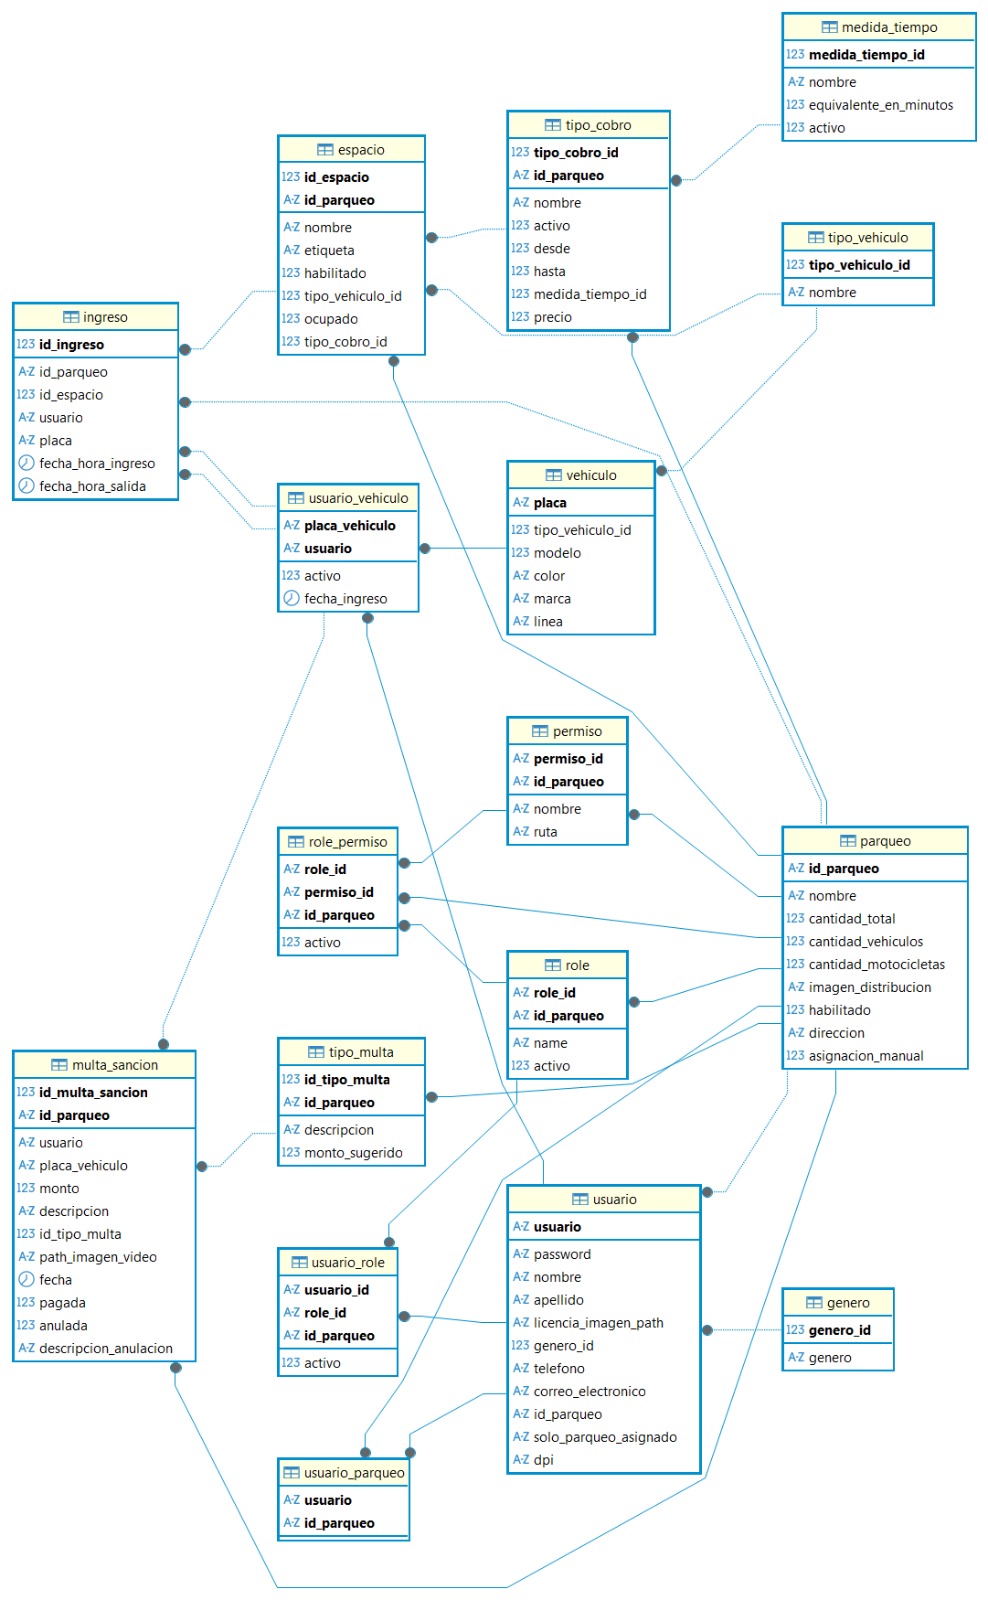 medida_tiempo
123 medida_tiempo_id
A-Z nombre
123 equivalente_en_minutos
123 activo
tipo_cobro
123 tipo_cobro_id
A-Z id_parqueo
A-Z nombre
123 activo
123 desde
123 hasta
123 medida_tiempo_id
123 precio
espacio
123 id_espacio
A-Z id_parqueo
A-Z nombre
A-Z etiqueta
123 habilitado
123 tipo_vehiculo_id
123 ocupado
123 tipo_cobro_id
tipo_vehiculo
123 tipo_vehiculo_id
A-Z nombre
ingreso
123 id_ingreso
A-Z id_parqueo
123 id_espacio
A-Z usuario
A-Z placa
fecha_hora_ingreso
fecha_hora_salida
usuario_vehiculo
A-Z placa_vehiculo
A-Z usuario
123 activo
fecha_ingreso
vehiculo
A-Z placa
123 tipo_vehiculo_id
A-Z modelo
A-Z color
A-Z marca
A-Z linea
permiso
A-Z permiso_id
A-Z id_parqueo
A-Z nombre
A-Z ruta
role_permiso
A-Z role_id
A-Z permiso_id
A-Z id_parqueo
123 activo
parqueo
A-Z id_parqueo
A-Z nombre
123 cantidad_total
123 cantidad_vehiculos
123 cantidad_motocicletas
A-Z imagen_distribucion
123 habilitado
A-Z direccion
123 asignacion_manual
role
A-Z role_id
A-Z id_parqueo
A-Z name
123 activo
tipo_multa
123 id_tipo_multa
A-Z id_parqueo
A-Z descripcion
123 monto_sugerido
multa_sancion
123 id_multa_sancion
A-Z id_parqueo
A-Z usuario
A-Z placa_vehiculo
123 monto
A-Z descripcion
123 id_tipo_multa
A-Z path_imagen_video
fecha
123 pagada
123 anulada
A-Z descripcion_anulacion
usuario
A-Z usuario
A-Z password
A-Z nombre
A-Z apellido
A-Z licencia_imagen_path
123 genero_id
A-Z telefono
A-Z correo_electronico
A-Z id_parqueo
A-Z solo_parqueo_asignado
A-Z dpi
usuario_role
A-Z usuario_id
A-Z role_id
A-Z id_parqueo
123 activo
genero
123 genero_id
A-Z genero
usuario_parqueo
A-Z usuario
A-Z id_parqueo